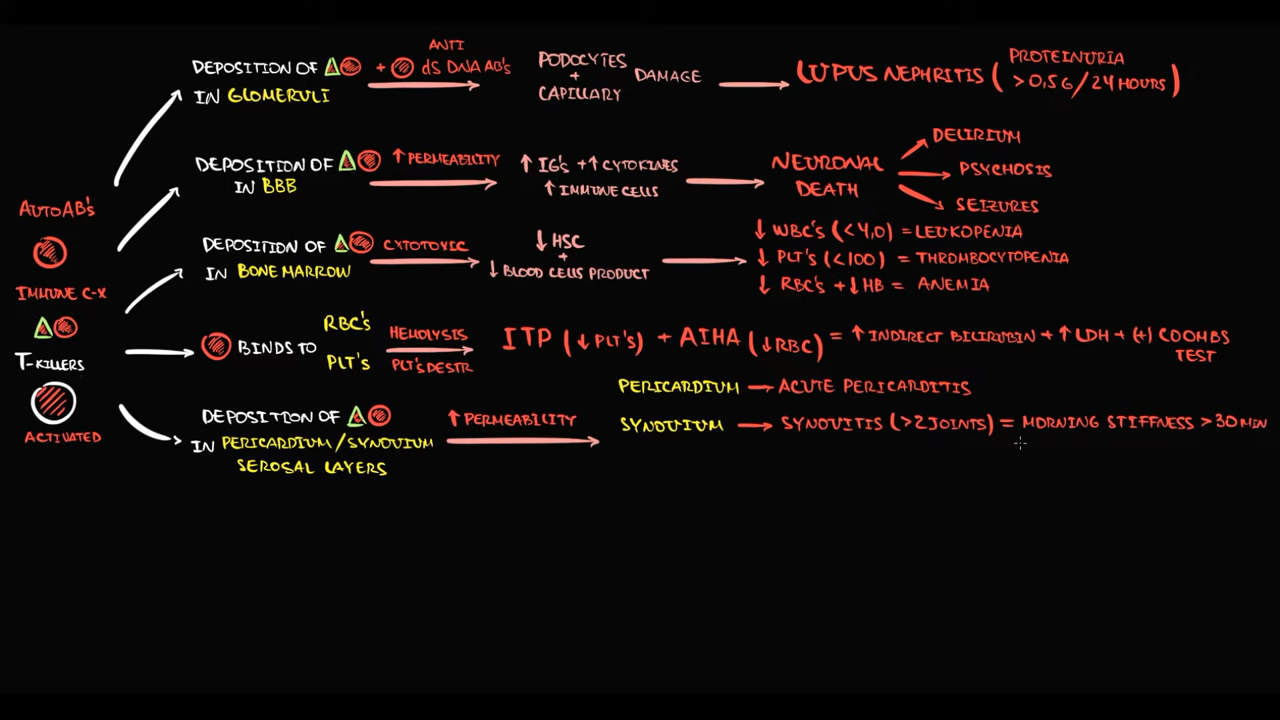 AUTOAB'S
IMMUNE C-X
T-KILLERS
ACTIVATED
DEPOSITION OF
IN GLOMERULI
+
ANTI
dS DNA AB'S
PODOCYTES
+
CAPILLARY
DAMAGE
LUPUS NEPHRITIS (
PROTEINURIA
>0,5G/24 HOURS)
DEPOSITION OF
IN BBB
↑ PERMEABILITY
↑ IG'S + ↑ CYTOKINES
↑ IMMUNE CELLS
NEURONAL
DEATH
DELIRIUM
PSYCHOSIS
SEIZURES
DEPOSITION OF
IN BONE MARROW
CYTOTOXIC
↓ HSC
+
↓ BLOOD CELLS PRODUCT
↓ WBC'S (<4,0) = LEUKOPENIA
↓ PLT'S (<100) = THROMBOCYTOPENIA
↓ RBC'S + ↓ HB = ANEMIA
BINDS TO
RBC'S
PLT'S
HEMOLYSIS
PLT'S DESTR
ITP (↓ PLT'S) + AIHA (↓ RBC) = ↑ INDIRECT BILIRUBIN + ↑ LDH + (+) COOMBS
TEST
DEPOSITION OF
IN PERICARDIUM/SYNOVIUM
SEROSAL LAYERS
↑ PERMEABILITY
PERICARDIUM → ACUTE PERICARDITIS
SYNOVIUM → SYNOVITIS (>2 JOINTS) = MORNING STIFFNESS > 30 MIN